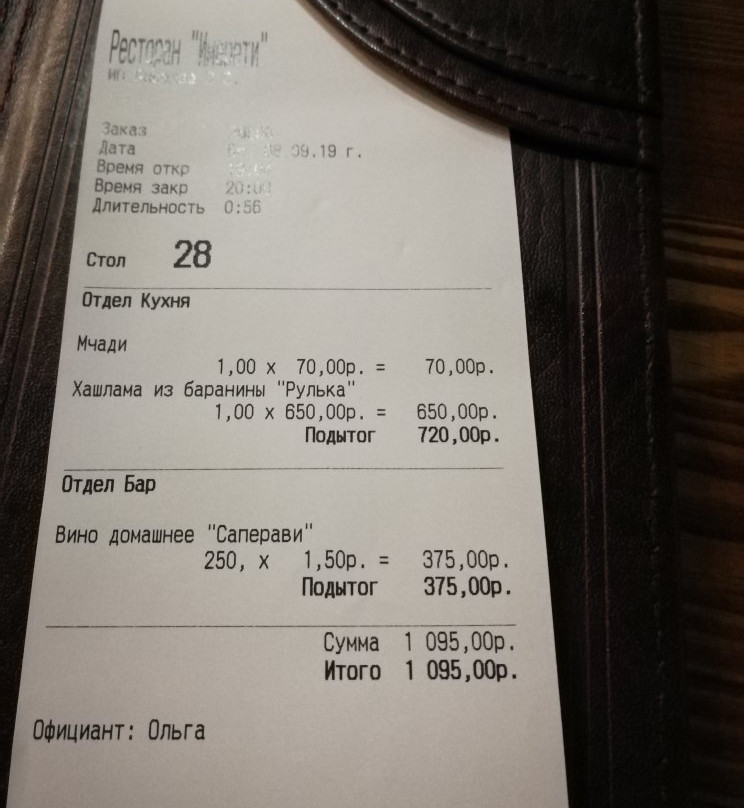 Ресторан "Имерети"
ИП
Заказ
Дата 08.09.19 г.
Время откр
Время закр
Длительность 0:56
Стол 28
Отдел Кухня
Мчади
1,00 x 70,00р. = 70,00р.
Хашлама из баранины "Рулька"
1,00 x 650,00р. = 650,00р.
Подытог 720,00р.
Отдел Бар
Вино домашнее "Саперави"
250, x 1,50р. = 375,00р.
Подытог 375,00р.
Сумма 1 095,00р.
Итого 1 095,00р.
Официант: Ольга